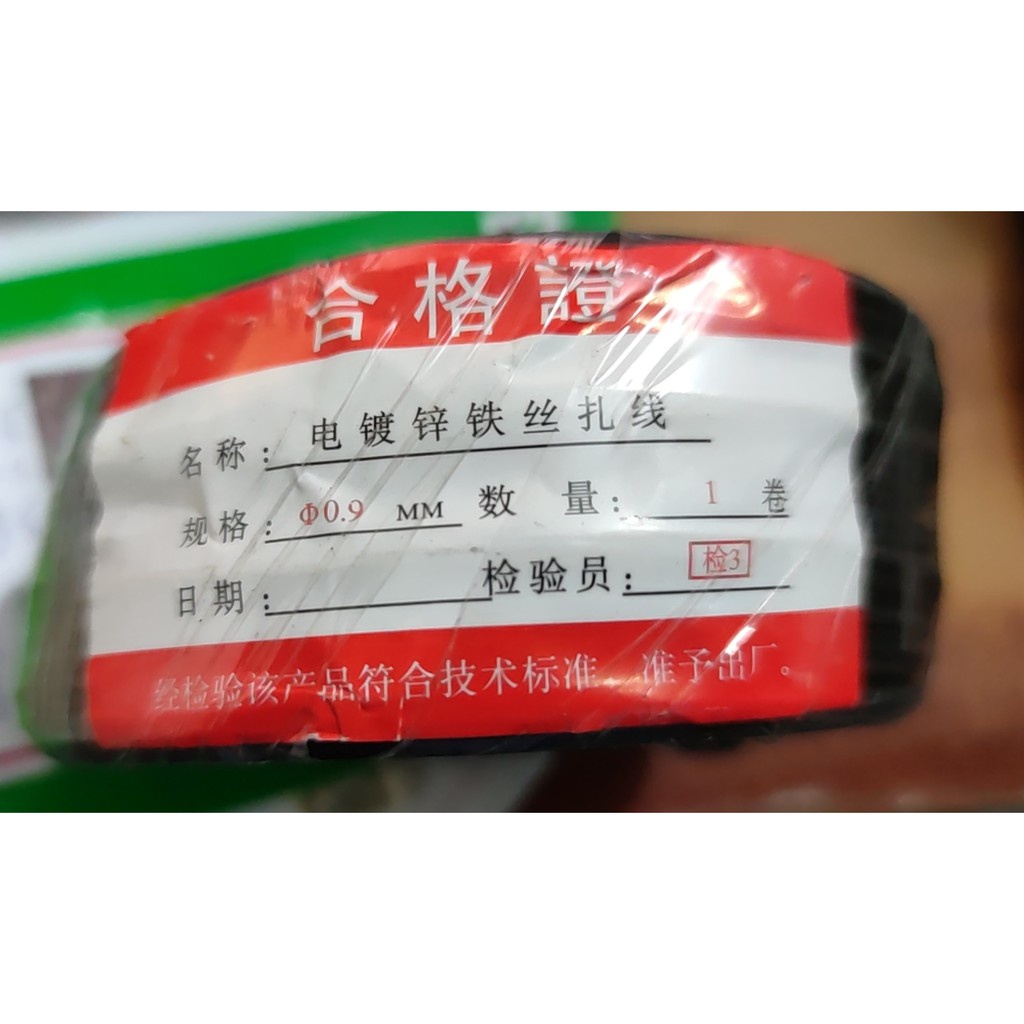 合格證
名称：电镀锌铁丝扎线
规格：Φ0.9 MM 数量：1 卷
日期： 检验员：检3
经检验该产品符合技术标准 准予出厂。